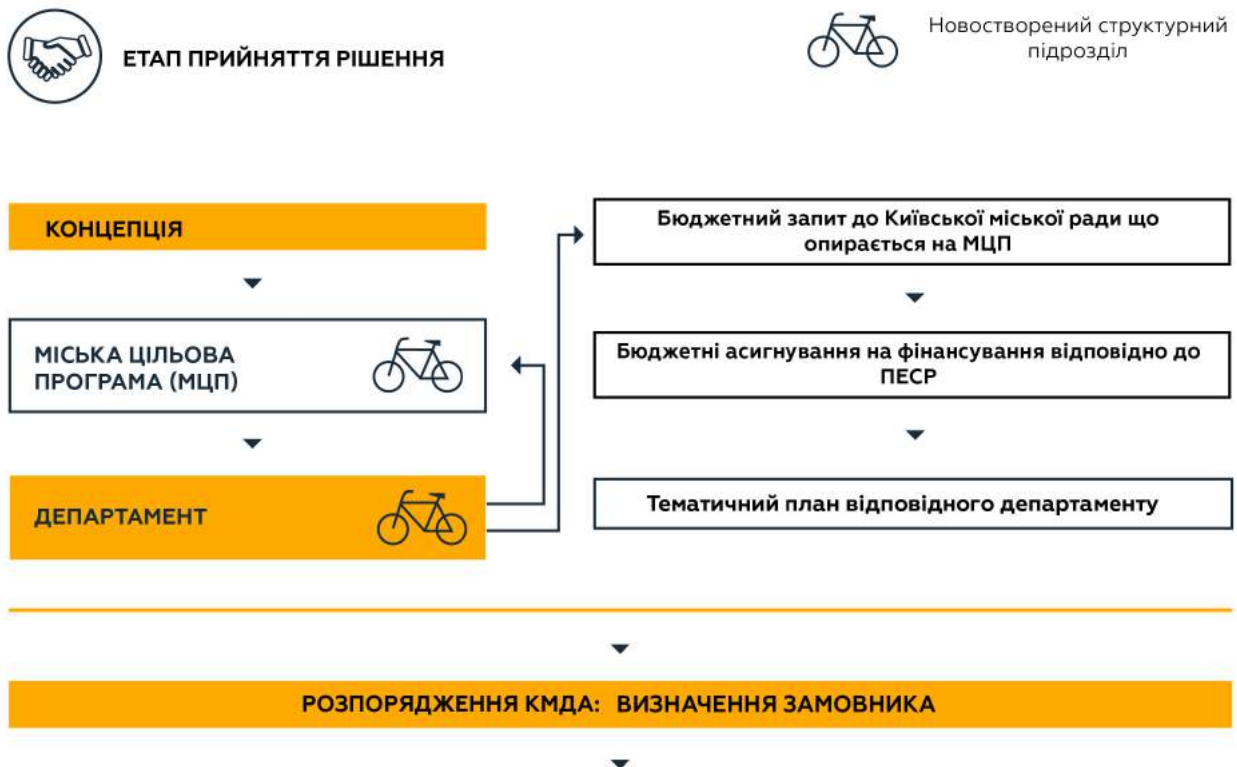 ЕТАП ПРИЙНЯТТЯ РІШЕННЯ
Новостворений структурний
підрозділ
КОНЦЕПЦІЯ
МІСЬКА ЦІЛЬОВА
ПРОГРАМА (МЦП)
ДЕПАРТАМЕНТ
Бюджетний запит до Київської міської ради що
опирається на МЦП
Бюджетні асигнування на фінансування відповідно до
ПЕСР
Тематичний план відповідного департаменту
РОЗПОРЯДЖЕННЯ КМДА: ВИЗНАЧЕННЯ ЗАМОВНИКА